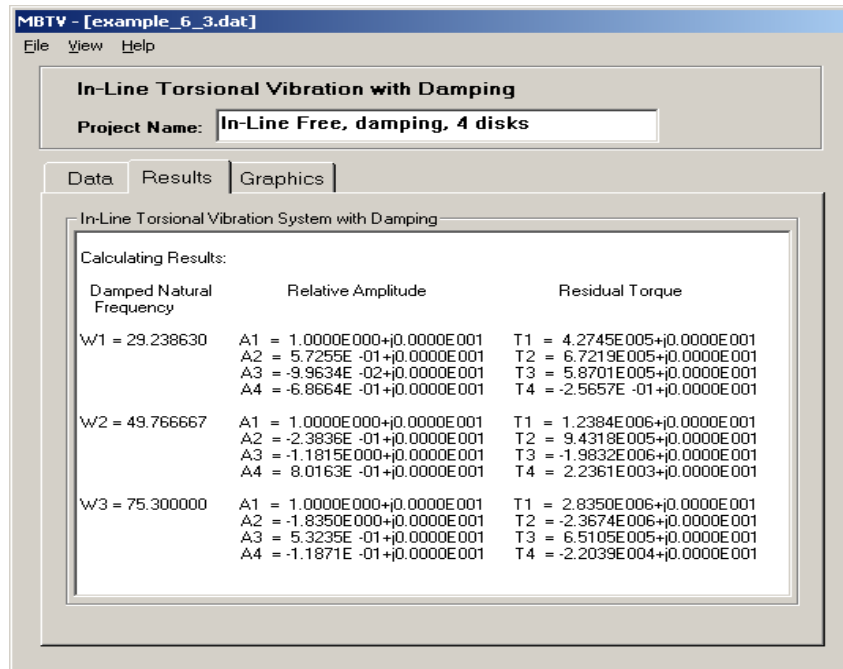 MBTV - [example_6_3.dat]
File View Help
In-Line Torsional Vibration with Damping
Project Name: In-Line Free, damping, 4 disks
Data Results Graphics
In-Line Torsional Vibration System with Damping
Calculating Results:
Damped Natural Frequency Relative Amplitude Residual Torque
W1 = 29.238630 A1 = 1.0000E000+j0.0000E001 T1 = 4.2745E005+j0.0000E001
A2 = 5.7255E -01+j0.0000E001 T2 = 6.7219E005+j0.0000E001
A3 = -9.9634E -02+j0.0000E001 T3 = 5.8701E005+j0.0000E001
A4 = -6.8664E -01+j0.0000E001 T4 = -2.5657E -01+j0.0000E001
W2 = 49.766667 A1 = 1.0000E000+j0.0000E001 T1 = 1.2384E006+j0.0000E001
A2 = -2.3836E -01+j0.0000E001 T2 = 9.4318E005+j0.0000E001
A3 = -1.1815E000+j0.0000E001 T3 = -1.9832E006+j0.0000E001
A4 = 8.0163E -01+j0.0000E001 T4 = 2.2361E003+j0.0000E001
W3 = 75.300000 A1 = 1.0000E000+j0.0000E001 T1 = 2.8350E006+j0.0000E001
A2 = -1.8350E000+j0.0000E001 T2 = -2.3674E006+j0.0000E001
A3 = 5.3235E -01+j0.0000E001 T3 = 6.5105E005+j0.0000E001
A4 = -1.1871E -01+j0.0000E001 T4 = -2.2039E004+j0.0000E001